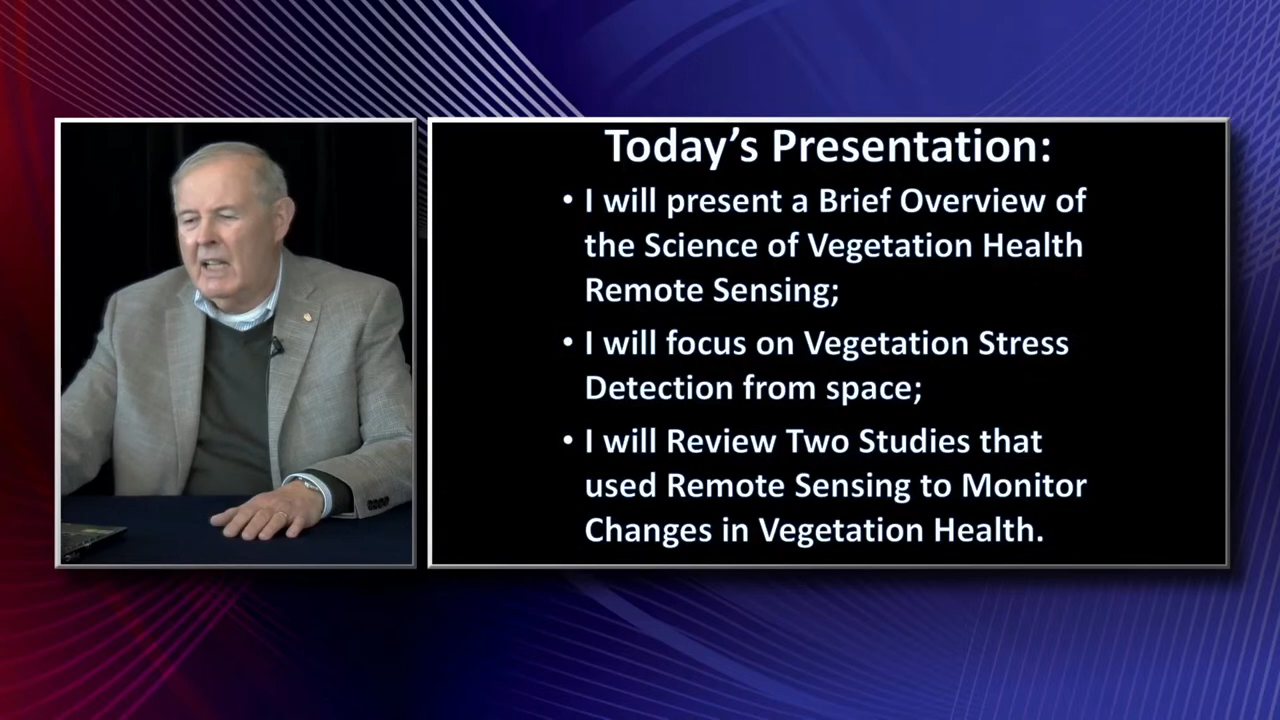 Today's Presentation:
• I will present a Brief Overview of
the Science of Vegetation Health
Remote Sensing;
• I will focus on Vegetation Stress
Detection from space;
• I will Review Two Studies that
used Remote Sensing to Monitor
Changes in Vegetation Health.